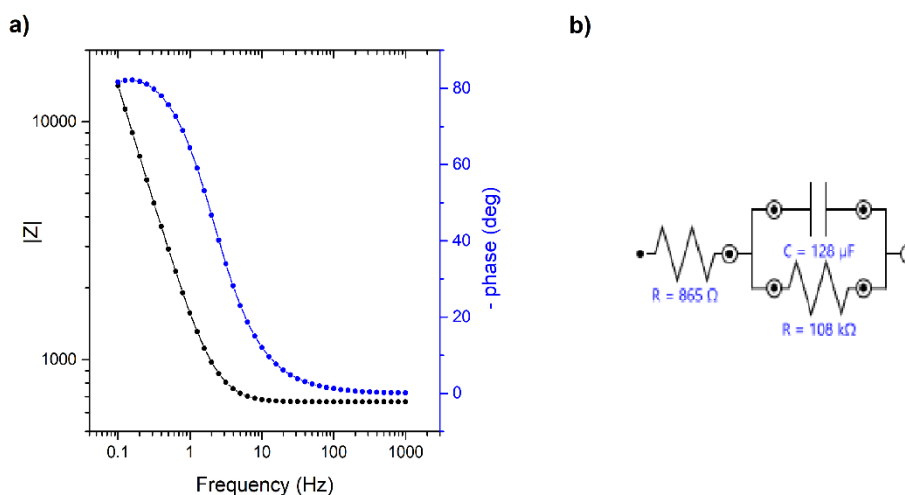 a)
b)
10000
1000
|Z|
80
60
40
20
0
- phase (deg)
0.1 1 10 100 1000
Frequency (Hz)
C = 128 µF
R = 865 Ω
R = 108 kΩ